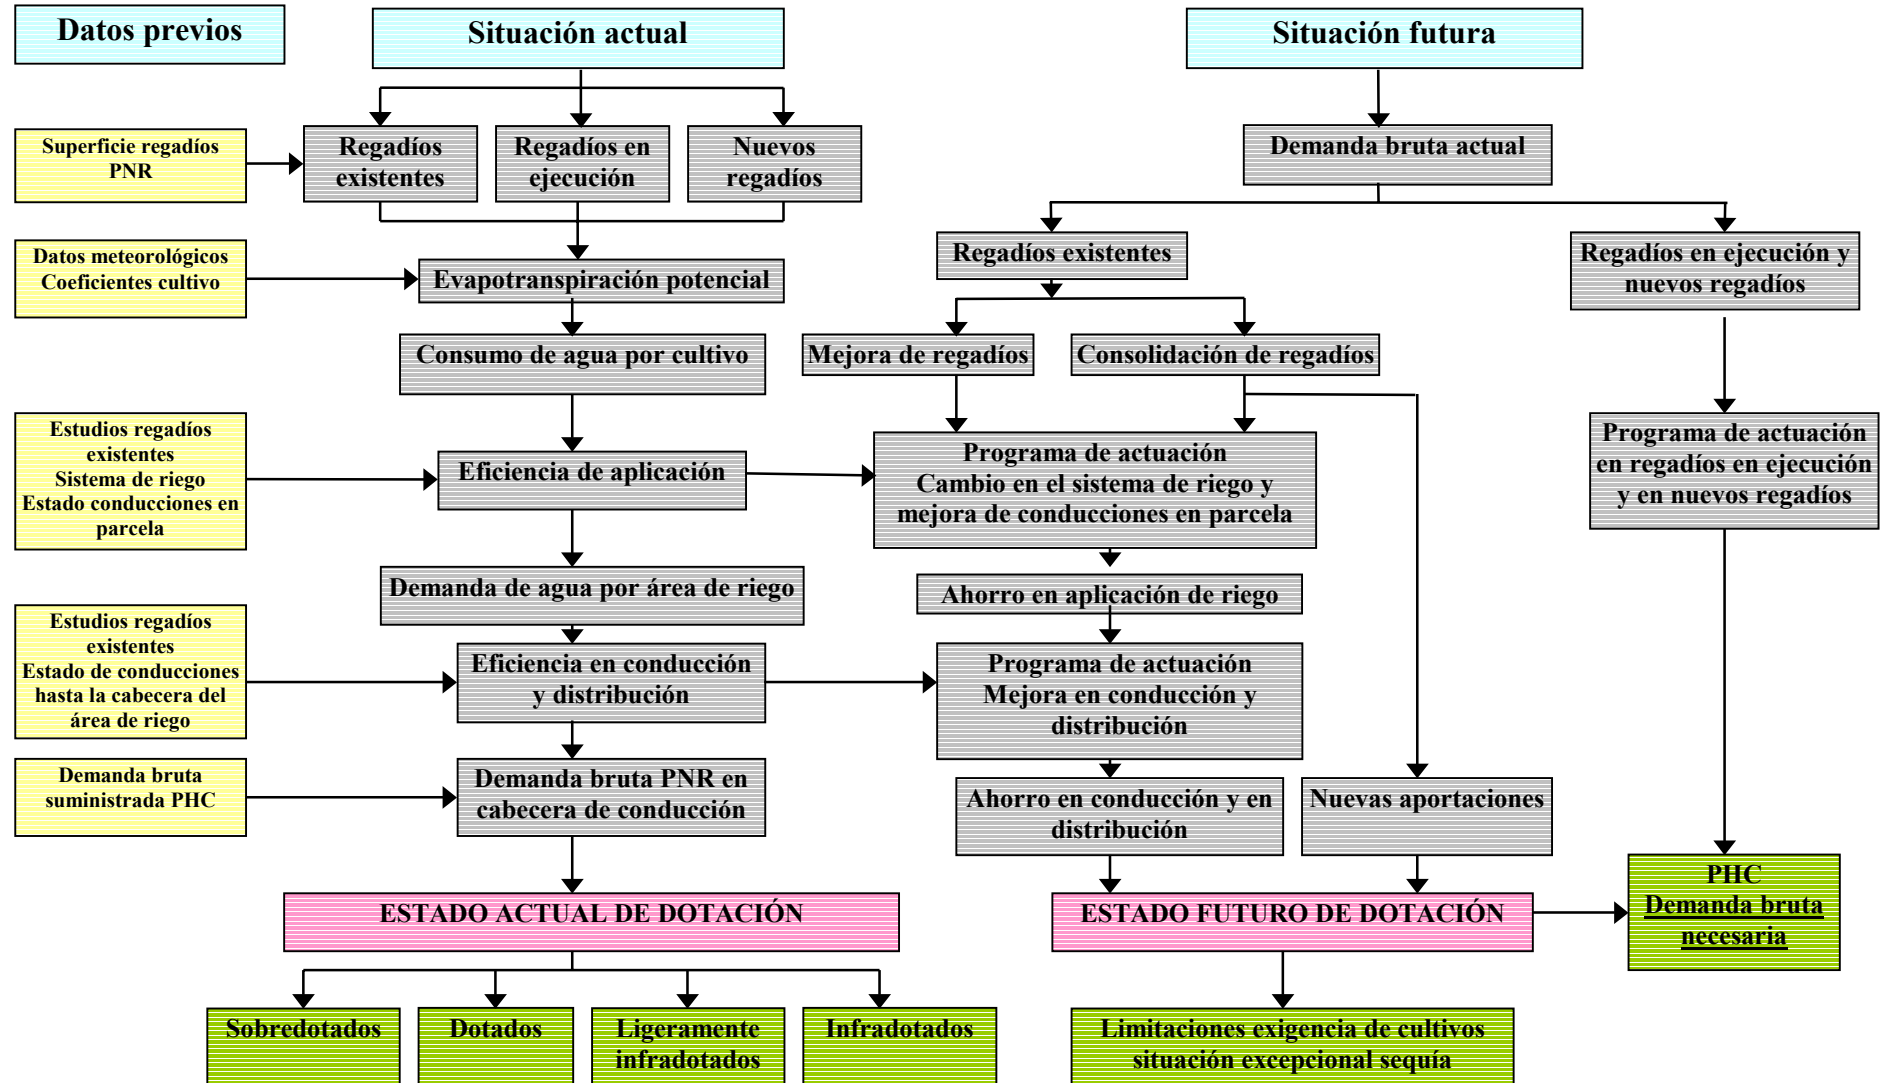 Datos previos
Situación actual
Situación futura
Superficie regadíos
PNR
Regadíos
existentes
Regadíos en
ejecución
Nuevos
regadíos
Demanda bruta actual
Datos meteorológicos
Coeficientes cultivo
Evapotranspiración potencial
Regadíos existentes
Regadíos en ejecución y
nuevos regadíos
Consumo de agua por cultivo
Mejora de regadíos
Consolidación de regadíos
Estudios regadíos
existentes
Sistema de riego
Estado conducciones en
parcela
Eficiencia de aplicación
Programa de actuación
Cambio en el sistema de riego y
mejora de conducciones en parcela
Programa de actuación
en regadíos en ejecución
y en nuevos regadíos
Demanda de agua por área de riego
Ahorro en aplicación de riego
Estudios regadíos
existentes
Estado de conducciones
hasta la cabecera del
área de riego
Eficiencia en conducción
y distribución
Programa de actuación
Mejora en conducción y
distribución
Demanda bruta
suministrada PHC
Demanda bruta PNR en
cabecera de conducción
Ahorro en conducción y en
distribución
Nuevas aportaciones
ESTADO ACTUAL DE DOTACIÓN
ESTADO FUTURO DE DOTACIÓN
PHC
Demanda bruta
necesaria
Sobredotados
Dotados
Ligeramente
infradotados
Infradotados
Limitaciones exigencia de cultivos
situación excepcional sequía